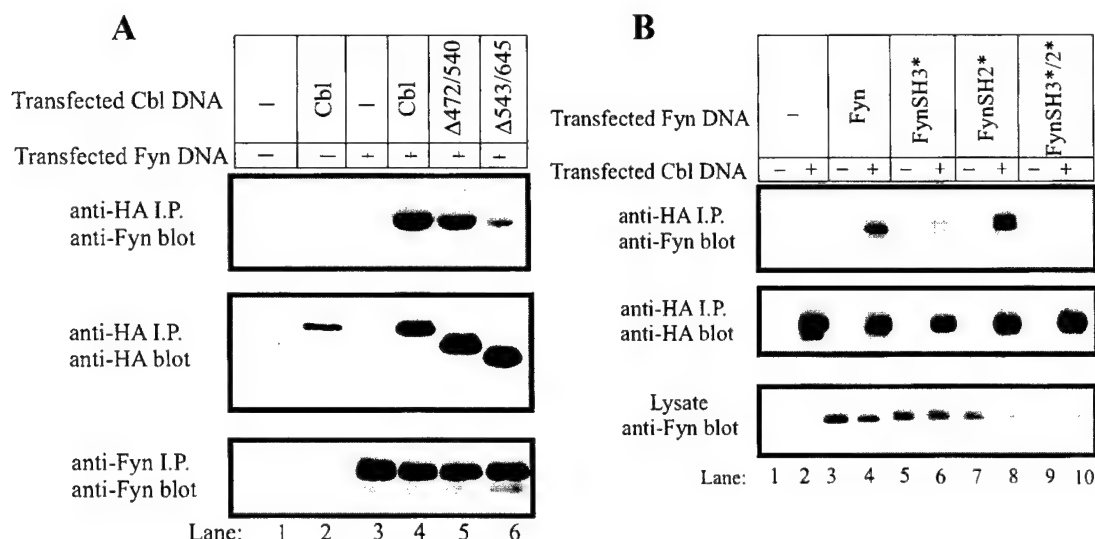 A
Transfected Cbl DNA
– Cbl – Cbl Δ472/540 Δ543/645
Transfected Fyn DNA
– – + + + +
anti-HA I.P.
anti-Fyn blot
anti-HA I.P.
anti-HA blot
anti-Fyn I.P.
anti-Fyn blot
Lane: 1 2 3 4 5 6
B
Transfected Fyn DNA
– Fyn FynSH3* FynSH2* FynSH3*/2*
Transfected Cbl DNA
– + – + – + – + – +
anti-HA I.P.
anti-Fyn blot
anti-HA I.P.
anti-HA blot
Lysate
anti-Fyn blot
Lane: 1 2 3 4 5 6 7 8 9 10